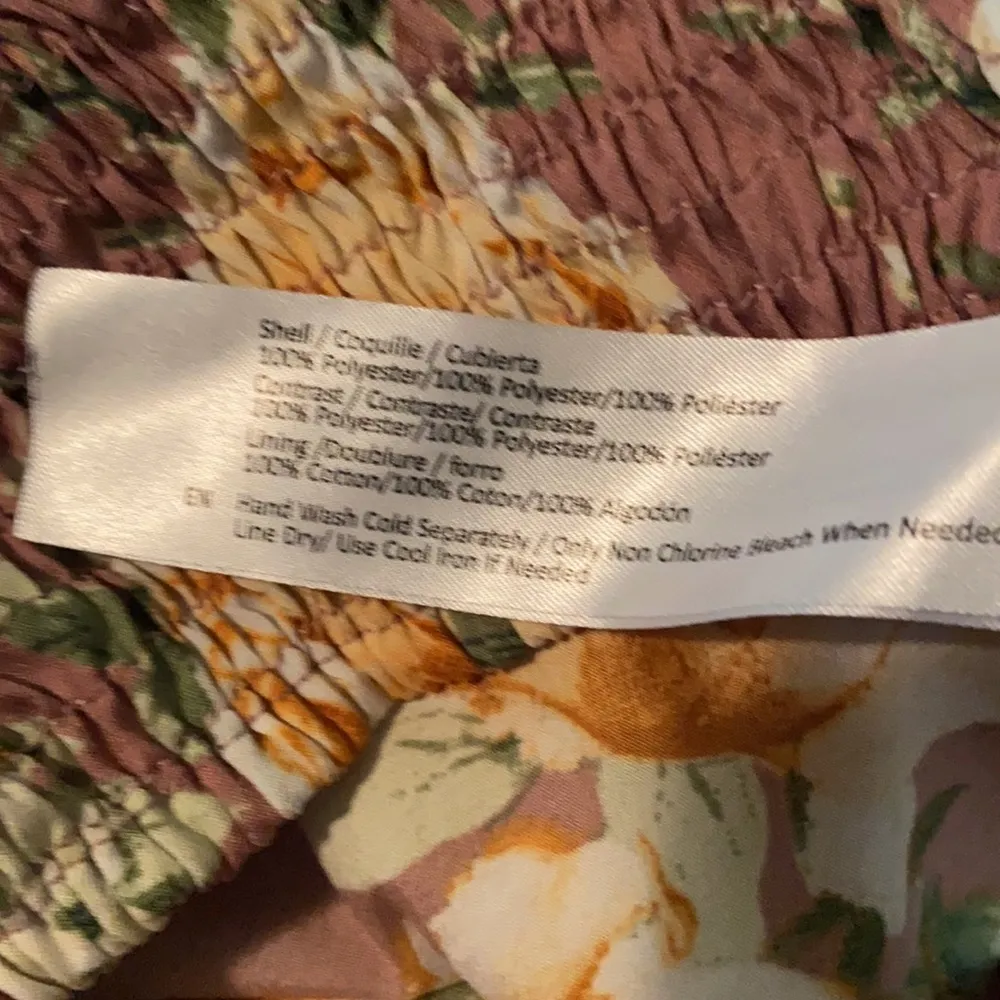 Shell / Coquille / Cubierta
100% Polyester/100% Polyester/100% Poliéster
Contrast / Contraste/ Contraste
100% Polyester/100% Polyester/100% Poliéster
Lining /Doublure / forro
100% Cotton/100% Coton/100% Algodón
EN Hand Wash Cold Separately / Only Non Chlorine Bleach When Needed
Line Dry/ Use Cool Iron If Needed